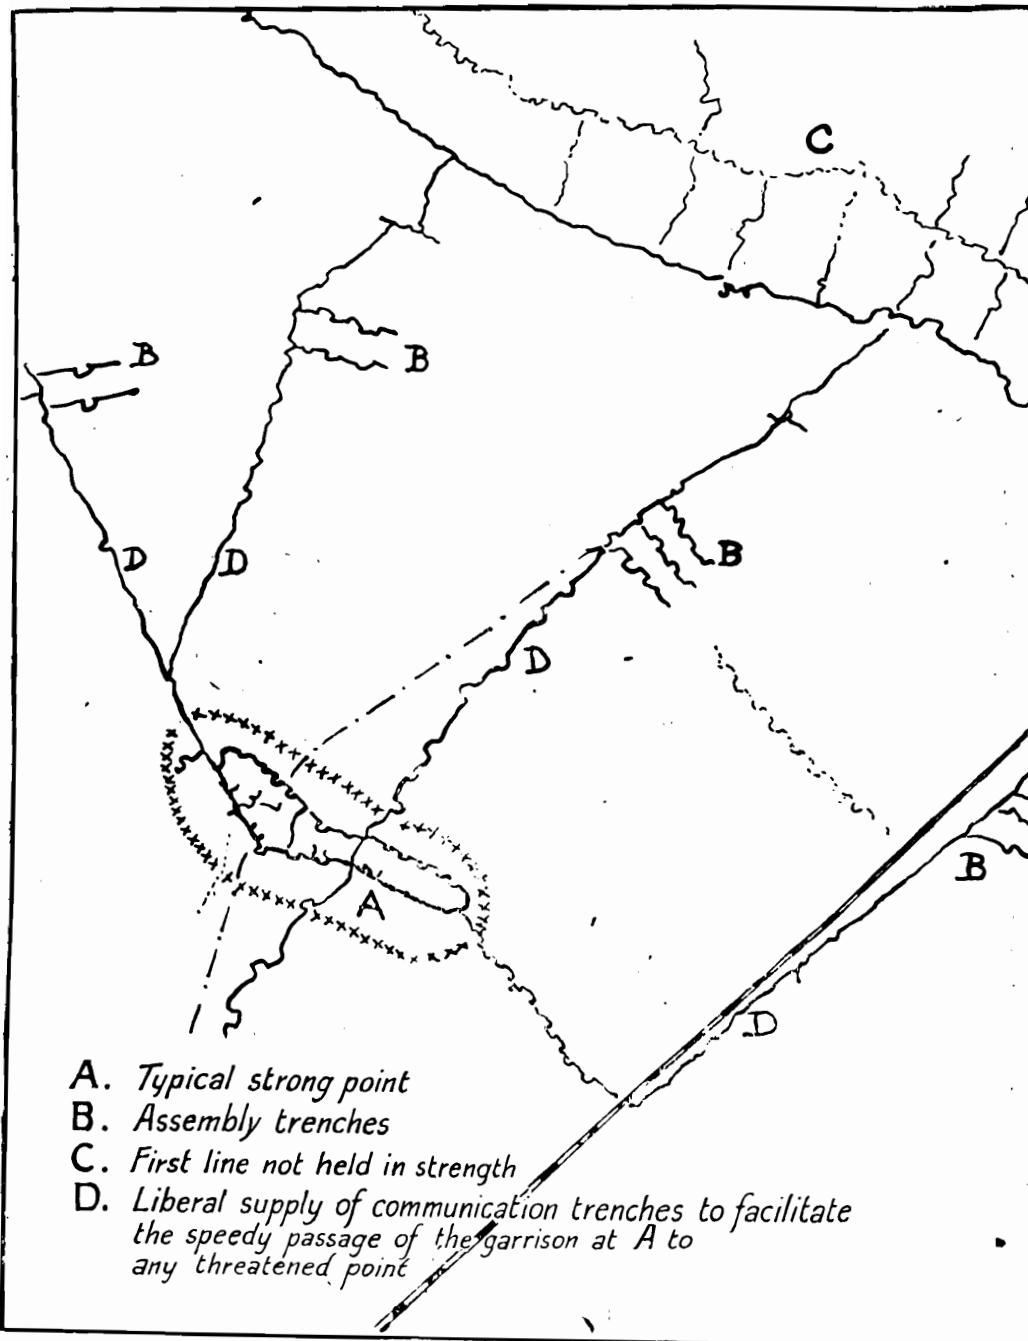 C
B
B
B
D
D
D
B
A
D
A. Typical strong point
B. Assembly trenches
C. First line not held in strength
D. Liberal supply of communication trenches to facilitate
the speedy passage of the garrison at A to
any threatened point